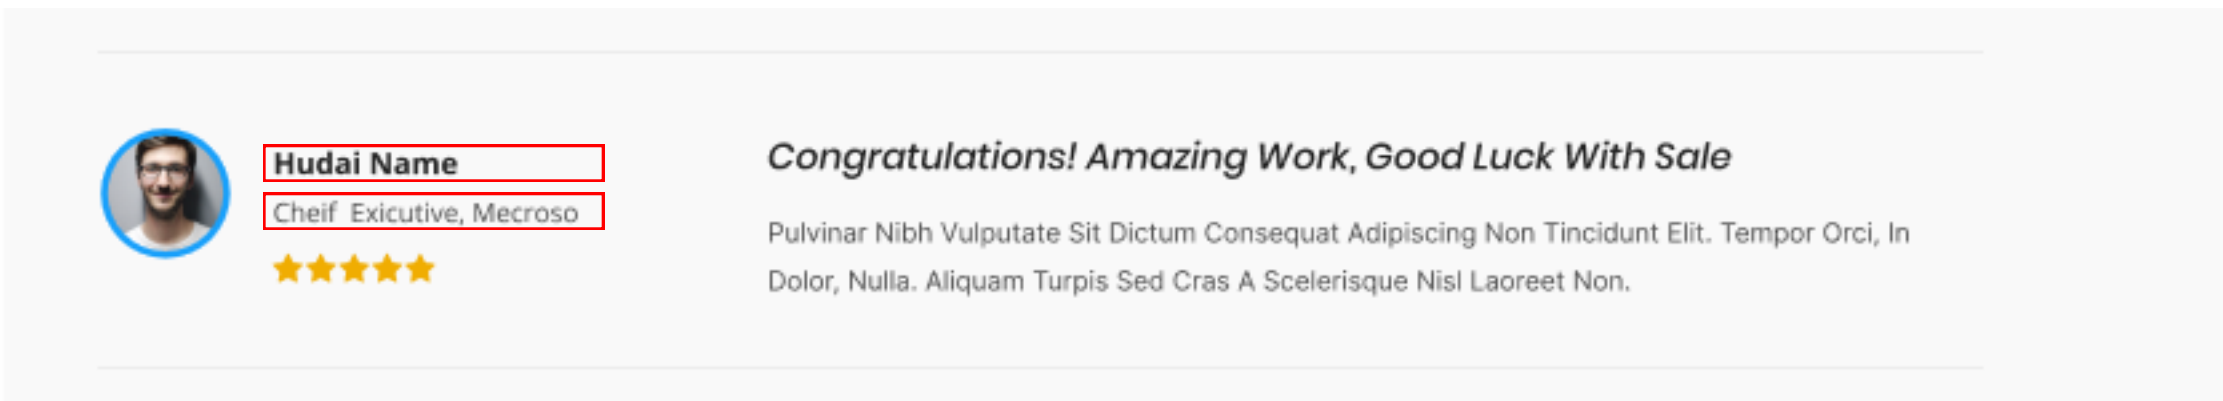 Hudai Name
Cheif Exicutive, Mecroso
Congratulations! Amazing Work, Good Luck With Sale
Pulvinar Nibh Vulputate Sit Dictum Consequat Adipiscing Non Tincidunt Elit. Tempor Orci, In
Dolor, Nulla. Aliquam Turpis Sed Cras A Scelerisque Nisl Laoreet Non.